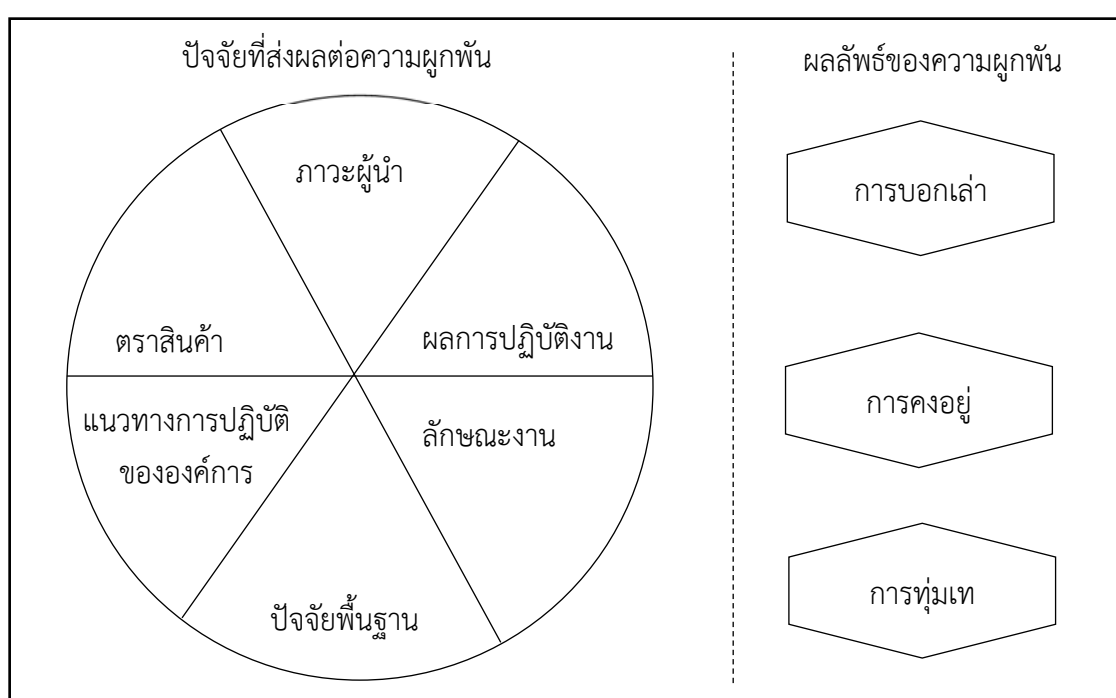 ปัจจัยที่ส่งผลต่อความผูกพัน
ภาวะผู้นำ
ตราสินค้า
ผลการปฏิบัติงาน
แนวทางการปฏิบัติ
ขององค์การ
ลักษณะงาน
ปัจจัยพื้นฐาน
ผลลัพธ์ของความผูกพัน
การบอกเล่า
การคงอยู่
การทุ่มเท